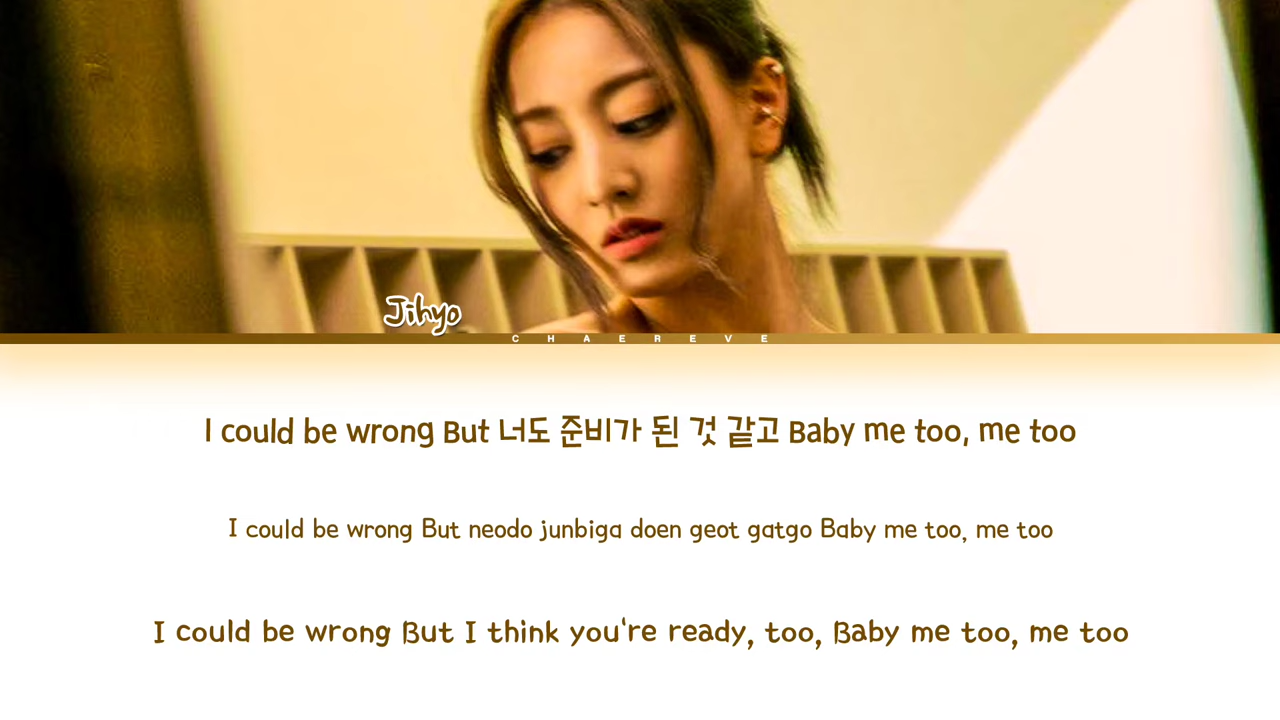 Jihyo
CHAEREVE
I could be wrong But 너도 준비가 된 것 같고 Baby me too, me too
I could be wrong But neodo junbiga doen geot gatgo Baby me too, me too
I could be wrong But I think you're ready, too, Baby me too, me too